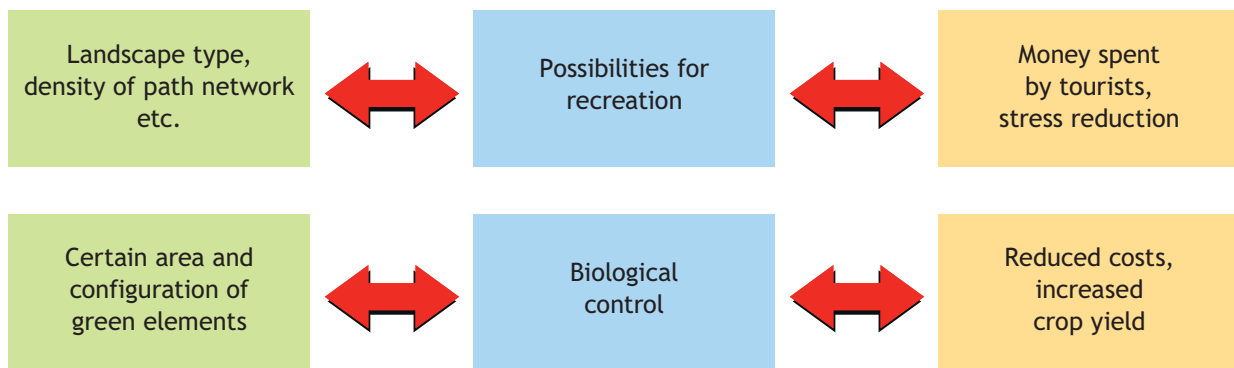 Landscape type,
density of path network
etc.
Possibilities for
recreation
Money spent
by tourists,
stress reduction
Certain area and
configuration of
green elements
Biological
control
Reduced costs,
increased
crop yield